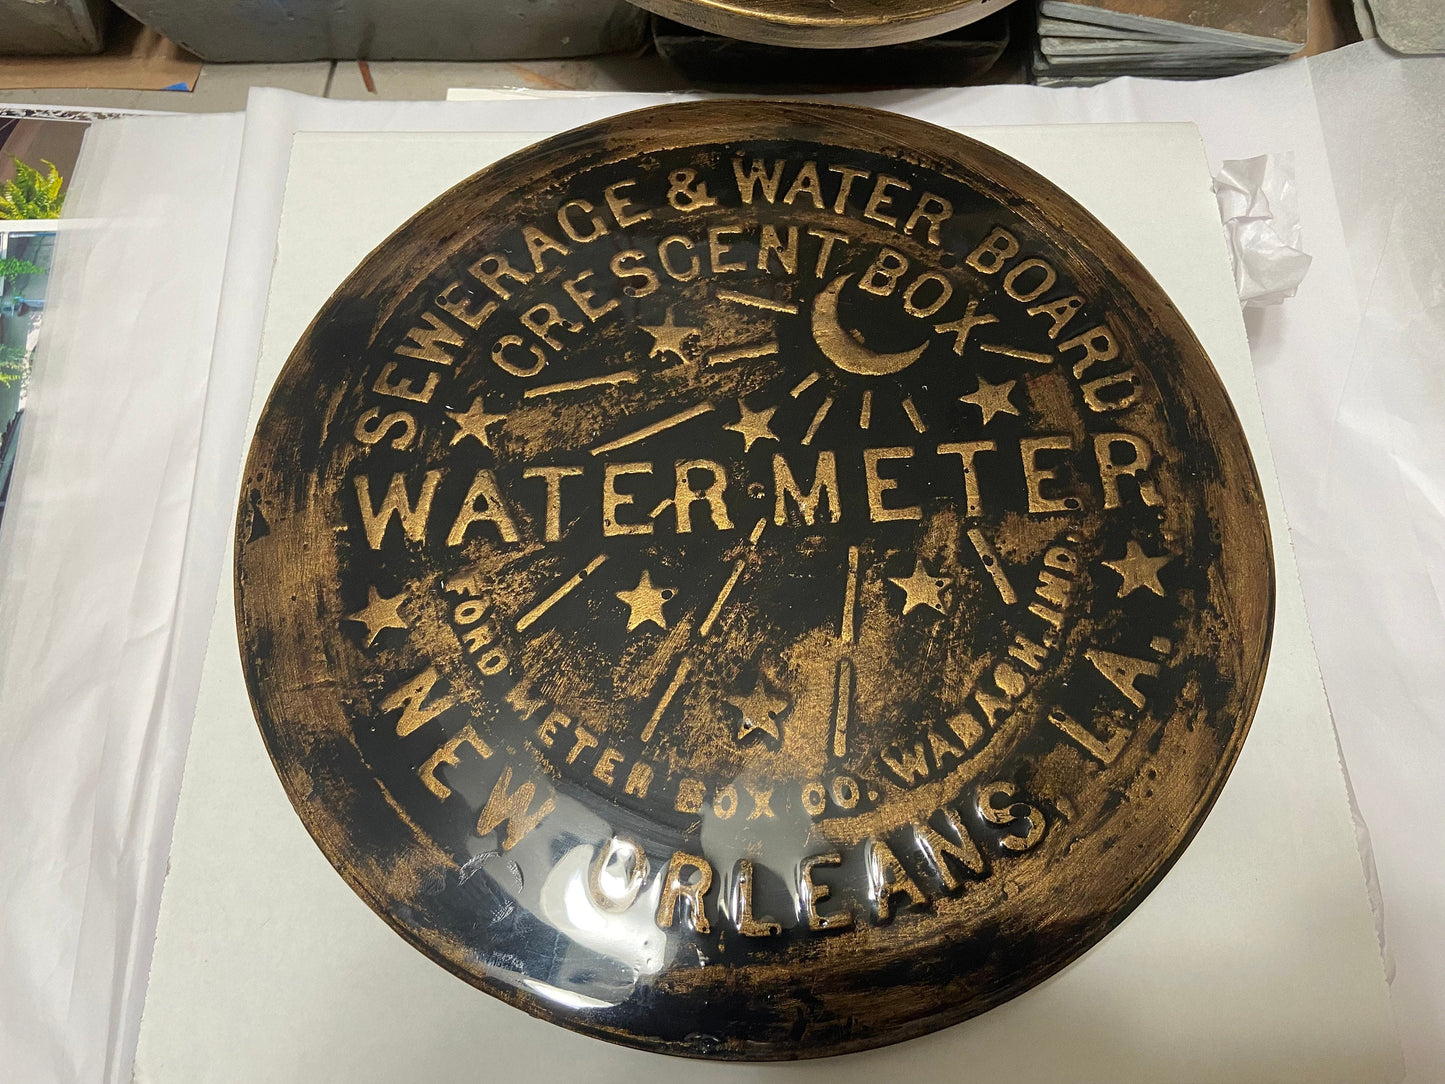 SEWERAGE & WATER BOARD
CRESCENT BOX
WATER METER
FORD METER BOX CO. WABASH. IND.
NEW ORLEANS. LA.